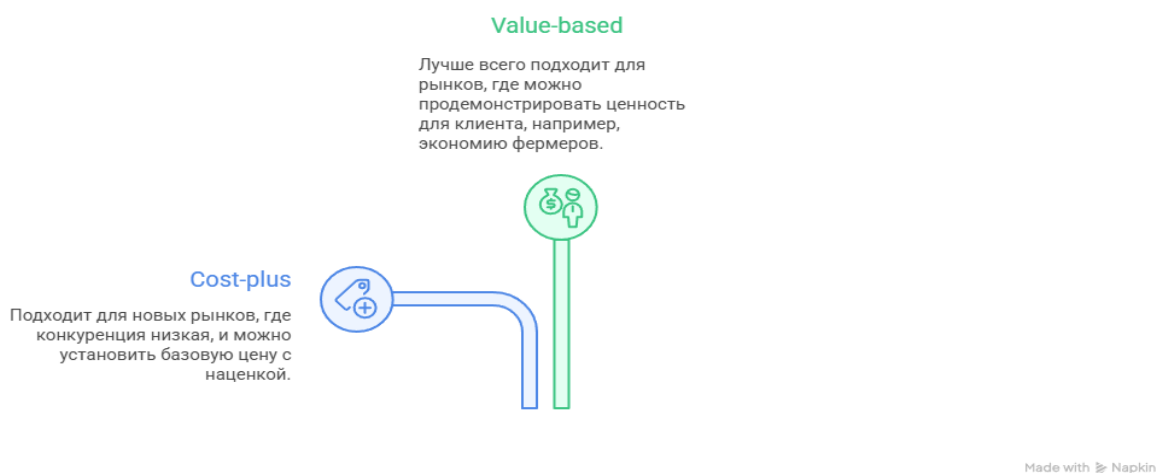 Value-based
Лучше всего подходит для
рынков, где можно
продемонстрировать ценность
для клиента, например,
экономию фермеров.
Cost-plus
Подходит для новых рынков, где
конкуренция низкая, и можно
установить базовую цену с
наценкой.
Made with Napkin